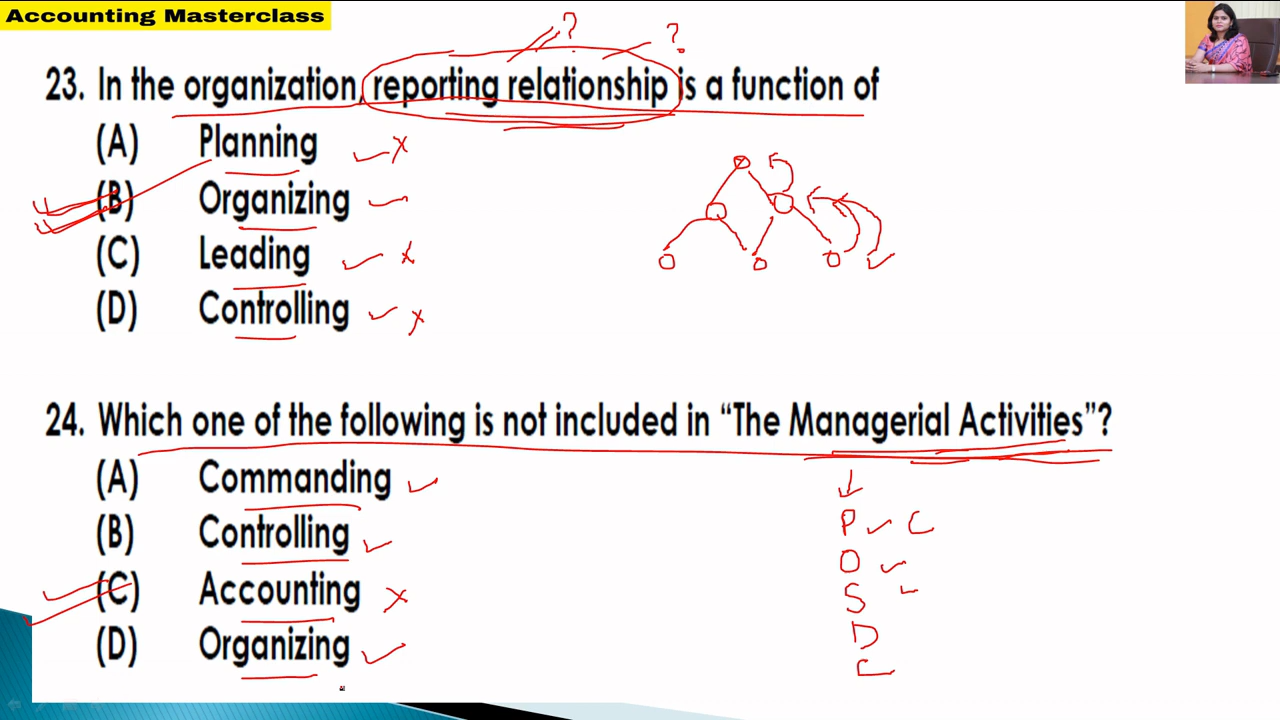 Accounting Masterclass
? ?
23. In the organization, reporting relationship is a function of
(A) Planning
(B) Organizing
(C) Leading
(D) Controlling
24. Which one of the following is not included in “The Managerial Activities”?
(A) Commanding
(B) Controlling
(C) Accounting
(D) Organizing
P C
O
S
D
C